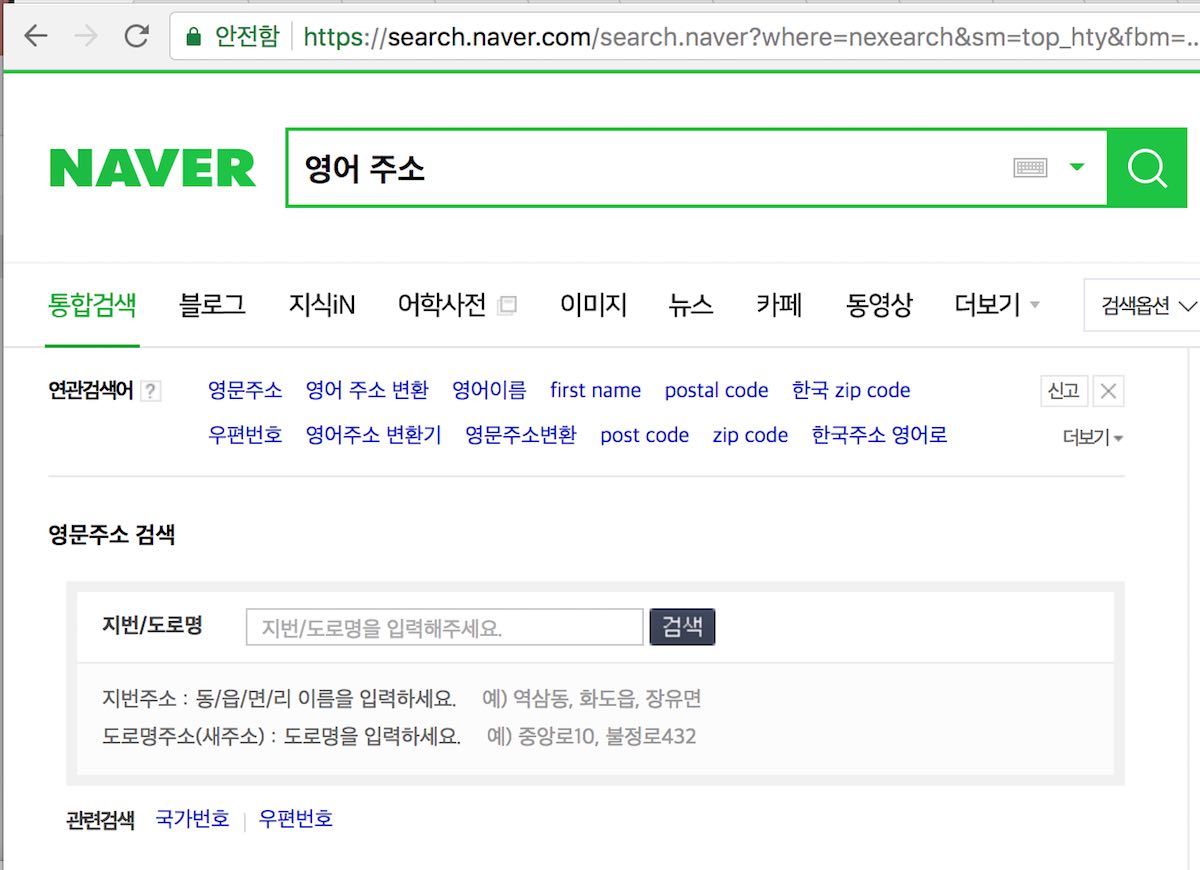 안전함 https://search.naver.com/search.naver?where=nexearch&sm=top_hty&fbm=...
NAVER 영어 주소
통합검색 블로그 지식iN 어학사전 이미지 뉴스 카페 동영상 더보기 검색옵션
연관검색어 ? 영문주소 영어 주소 변환 영어이름 first name postal code 한국 zip code 신고
우편번호 영어주소 변환기 영문주소변환 post code zip code 한국주소 영어로 더보기
영문주소 검색
지번/도로명 지번/도로명을 입력해주세요. 검색
지번주소 : 동/읍/면/리 이름을 입력하세요. 예) 역삼동, 화도읍, 장유면
도로명주소(새주소) : 도로명을 입력하세요. 예) 중앙로10, 불정로432
관련검색 국가번호 | 우편번호